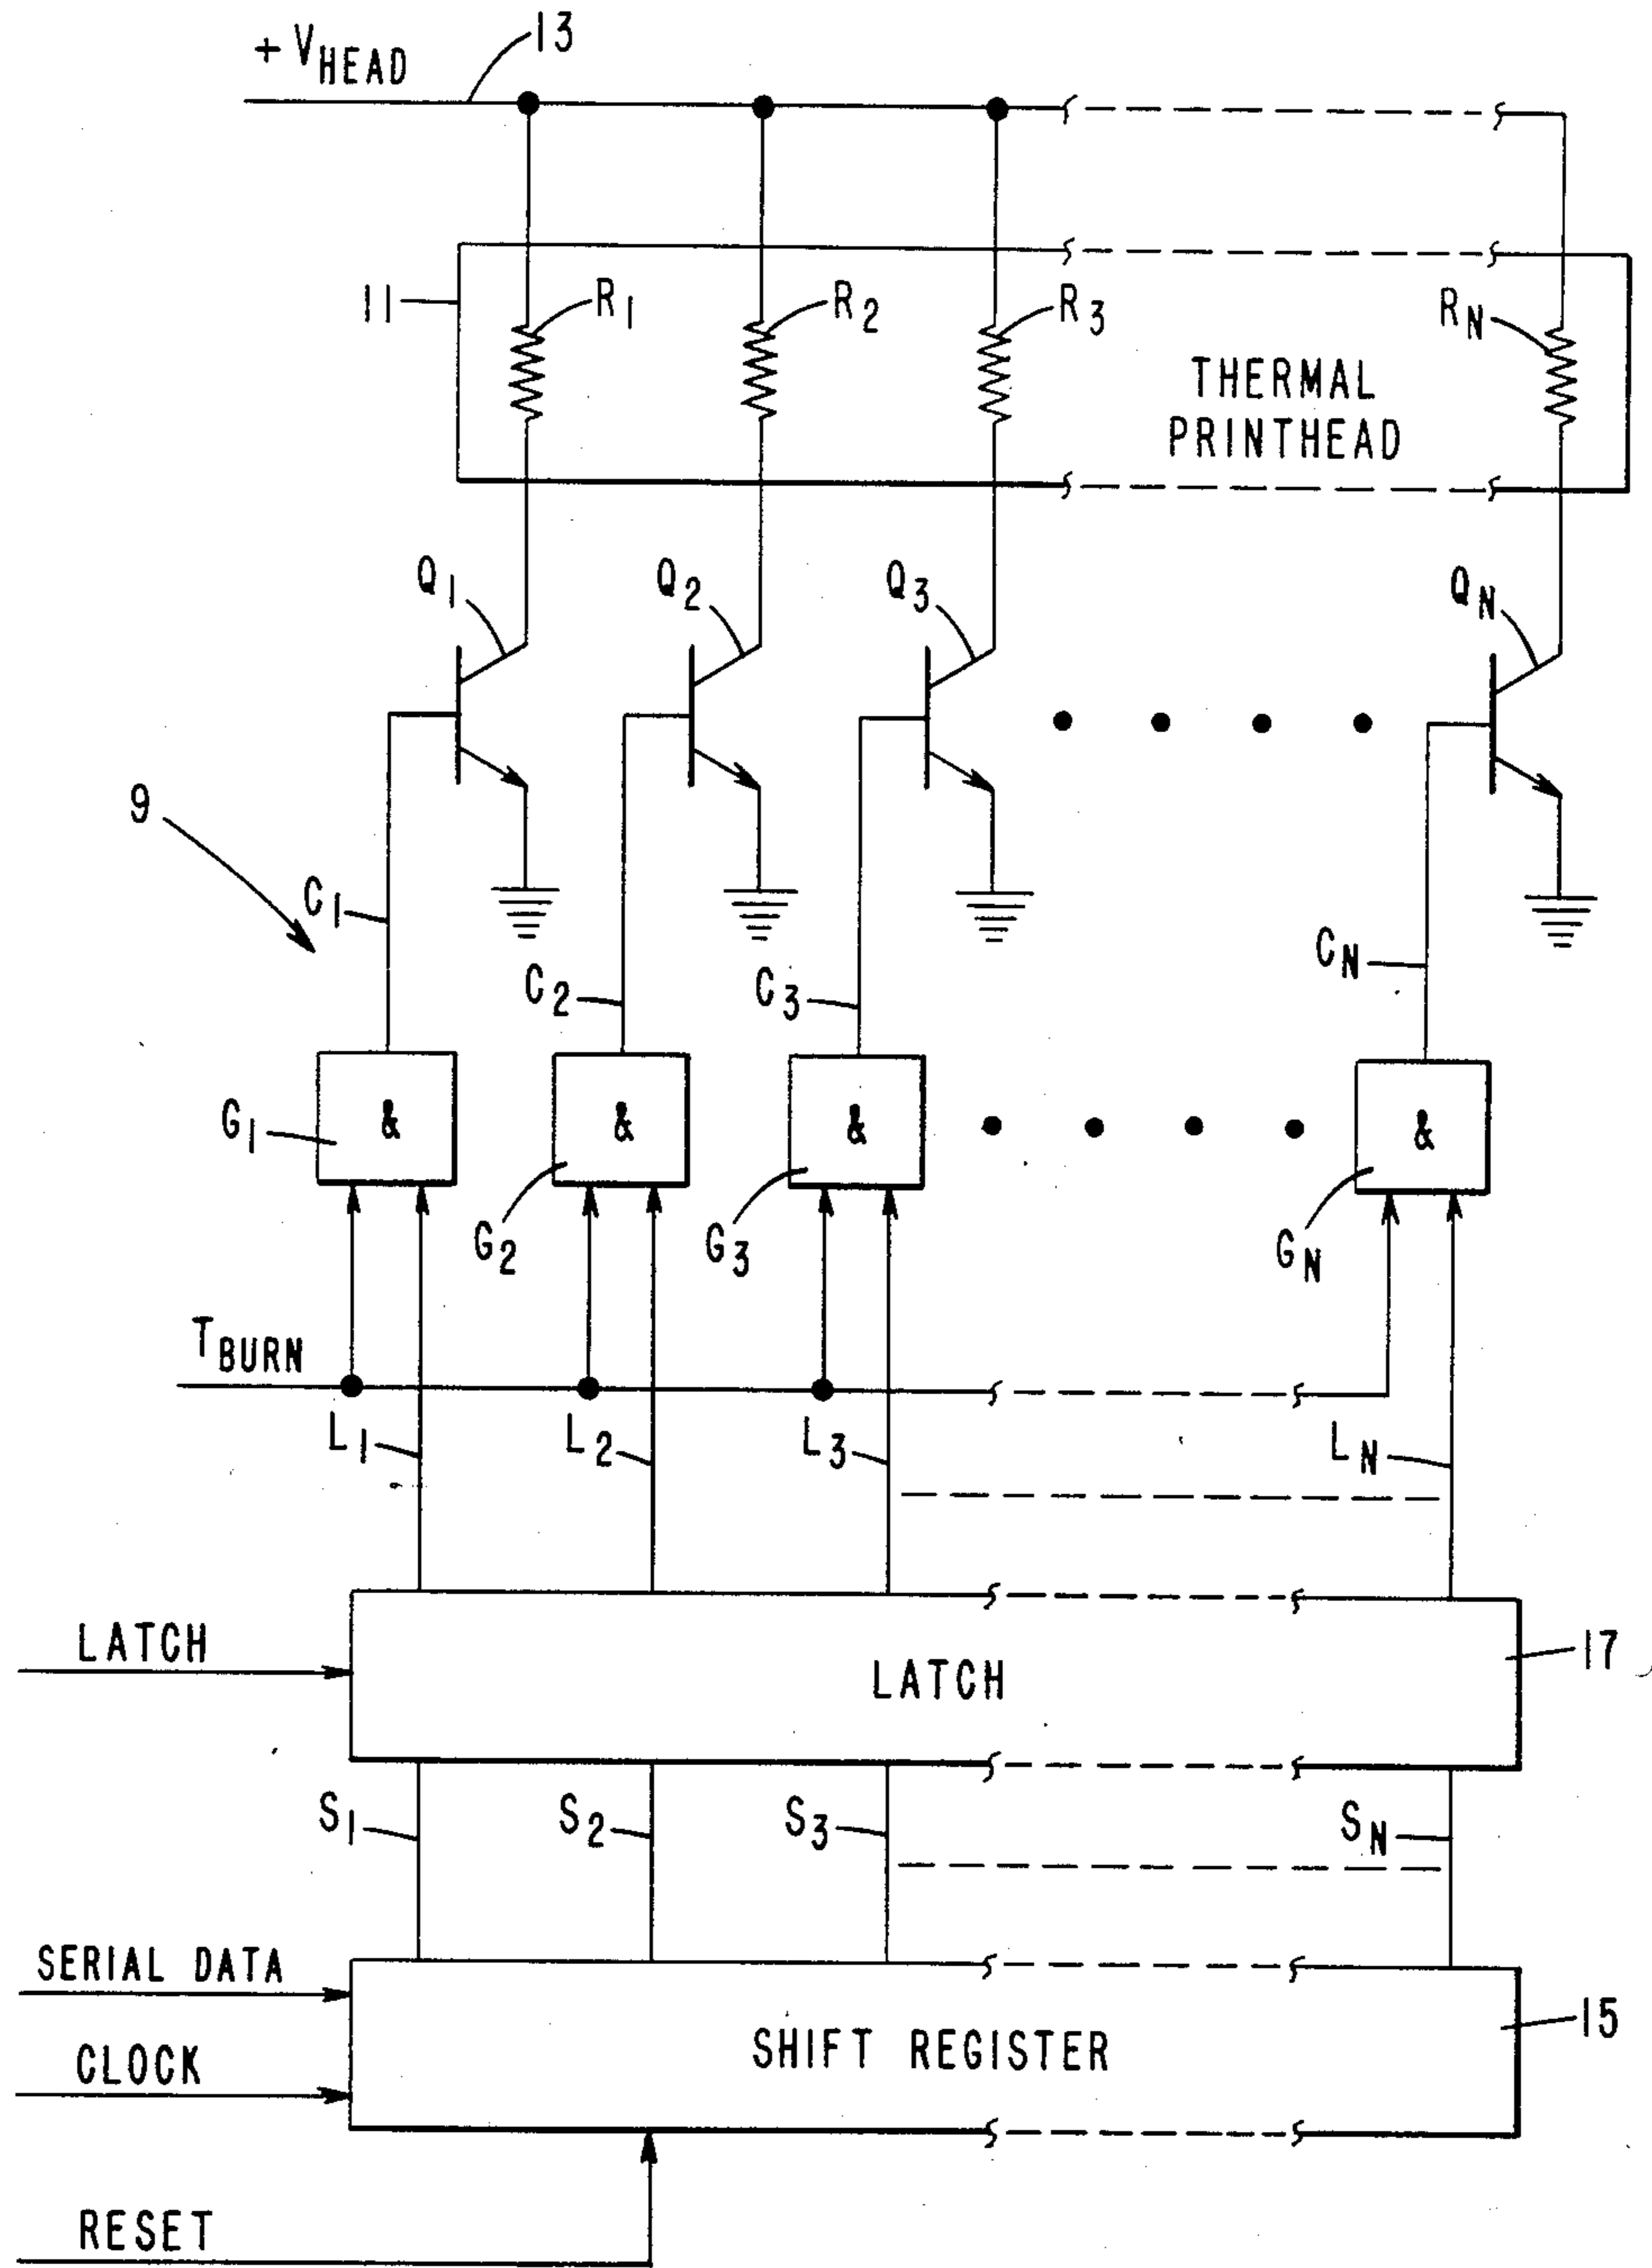 + V HEAD
13
11
R1
R2
R3
RN
THERMAL
PRINTHEAD
Q1
Q2
Q3
QN
9
C1
C2
C3
CN
G1
&
&
&
&
G2
G3
GN
T BURN
L1
L2
L3
LN
LATCH
LATCH
17
S1
S2
S3
SN
SERIAL DATA
CLOCK
SHIFT REGISTER
15
RESET